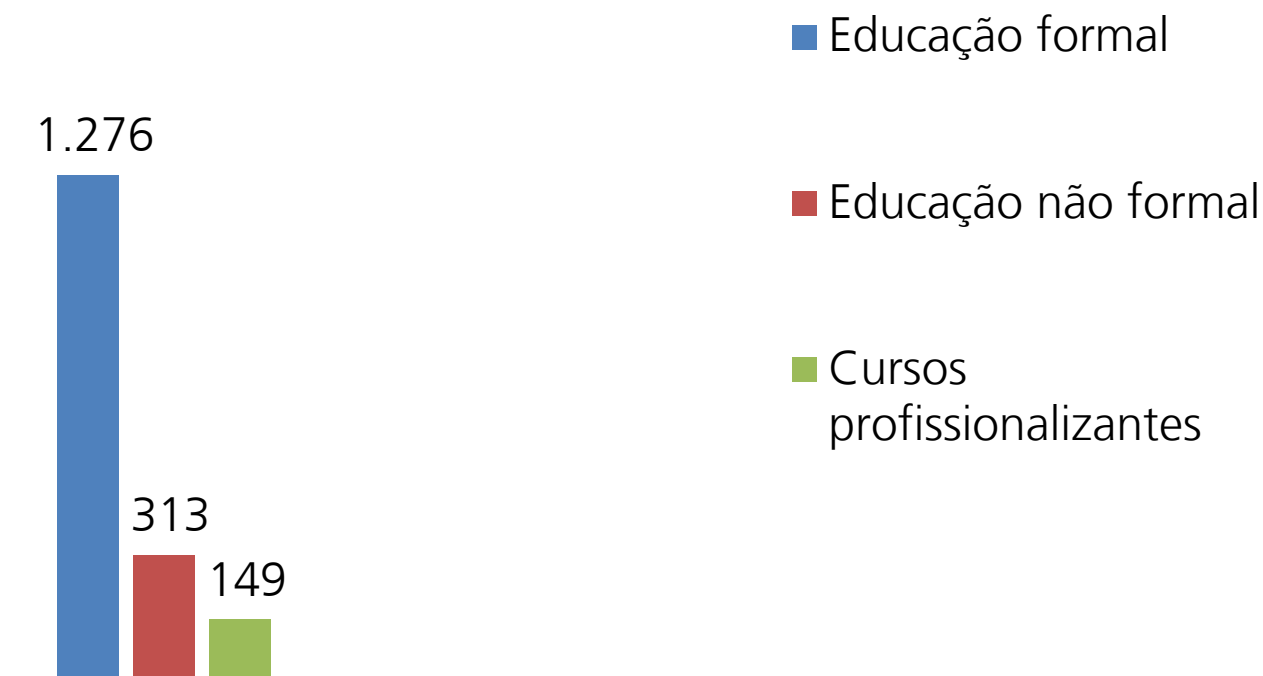 Educação formal
1.276
Educação não formal
Cursos
profissionalizantes
313
149